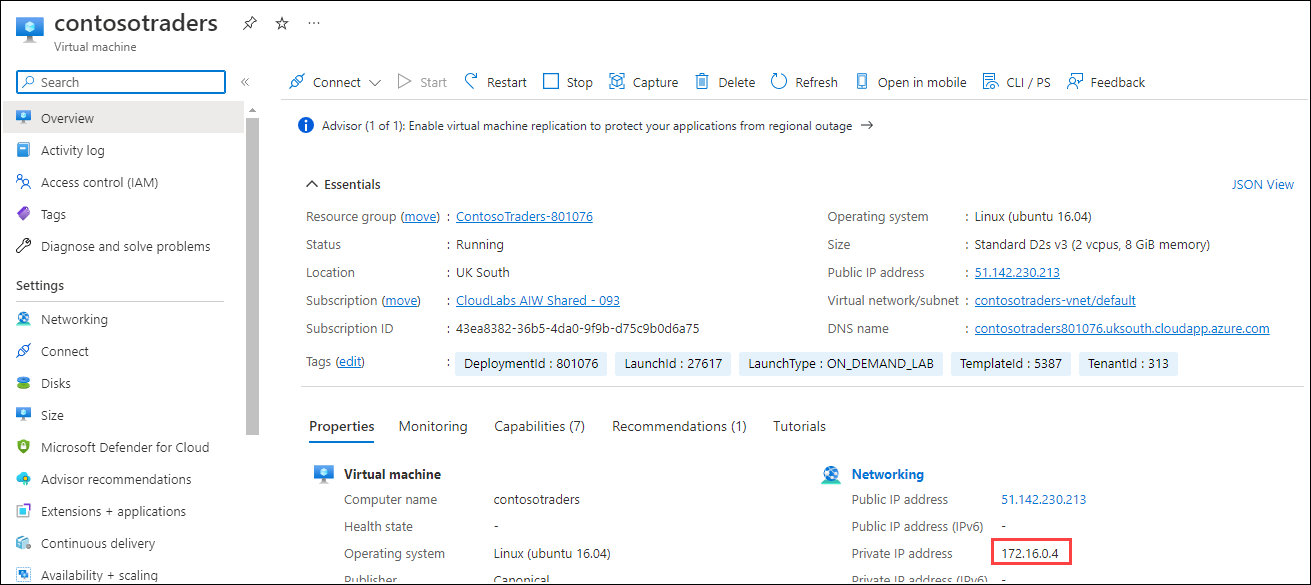 contosotraders
Virtual machine
Search
«
Overview
Activity log
Access control (IAM)
Tags
Diagnose and solve problems
Settings
Networking
Connect
Disks
Size
Microsoft Defender for Cloud
Advisor recommendations
Extensions + applications
Continuous delivery
Availability + scaling
Connect Start Restart Stop Capture Delete Refresh Open in mobile CLI / PS Feedback
Advisor (1 of 1): Enable virtual machine replication to protect your applications from regional outage →
Essentials JSON View
Resource group (move) : ContosoTraders-801076
Status : Running
Location : UK South
Subscription (move) : CloudLabs AIW Shared - 093
Subscription ID : 43ea8382-36b5-4da0-9f9b-d75c9b0d6a75
Operating system : Linux (ubuntu 16.04)
Size : Standard D2s v3 (2 vcpus, 8 GiB memory)
Public IP address : 51.142.230.213
Virtual network/subnet : contosotraders-vnet/default
DNS name : contosotraders801076.uksouth.cloudapp.azure.com
Tags (edit) : DeploymentId : 801076 LaunchId : 27617 LaunchType : ON_DEMAND_LAB TemplateId : 5387 TenantId : 313
Properties Monitoring Capabilities (7) Recommendations (1) Tutorials
Virtual machine
Computer name contosotraders
Health state -
Operating system Linux (ubuntu 16.04)
Publisher Canonical
Networking
Public IP address 51.142.230.213
Public IP address (IPv6) -
Private IP address 172.16.0.4
Private IP address (IPv6) -